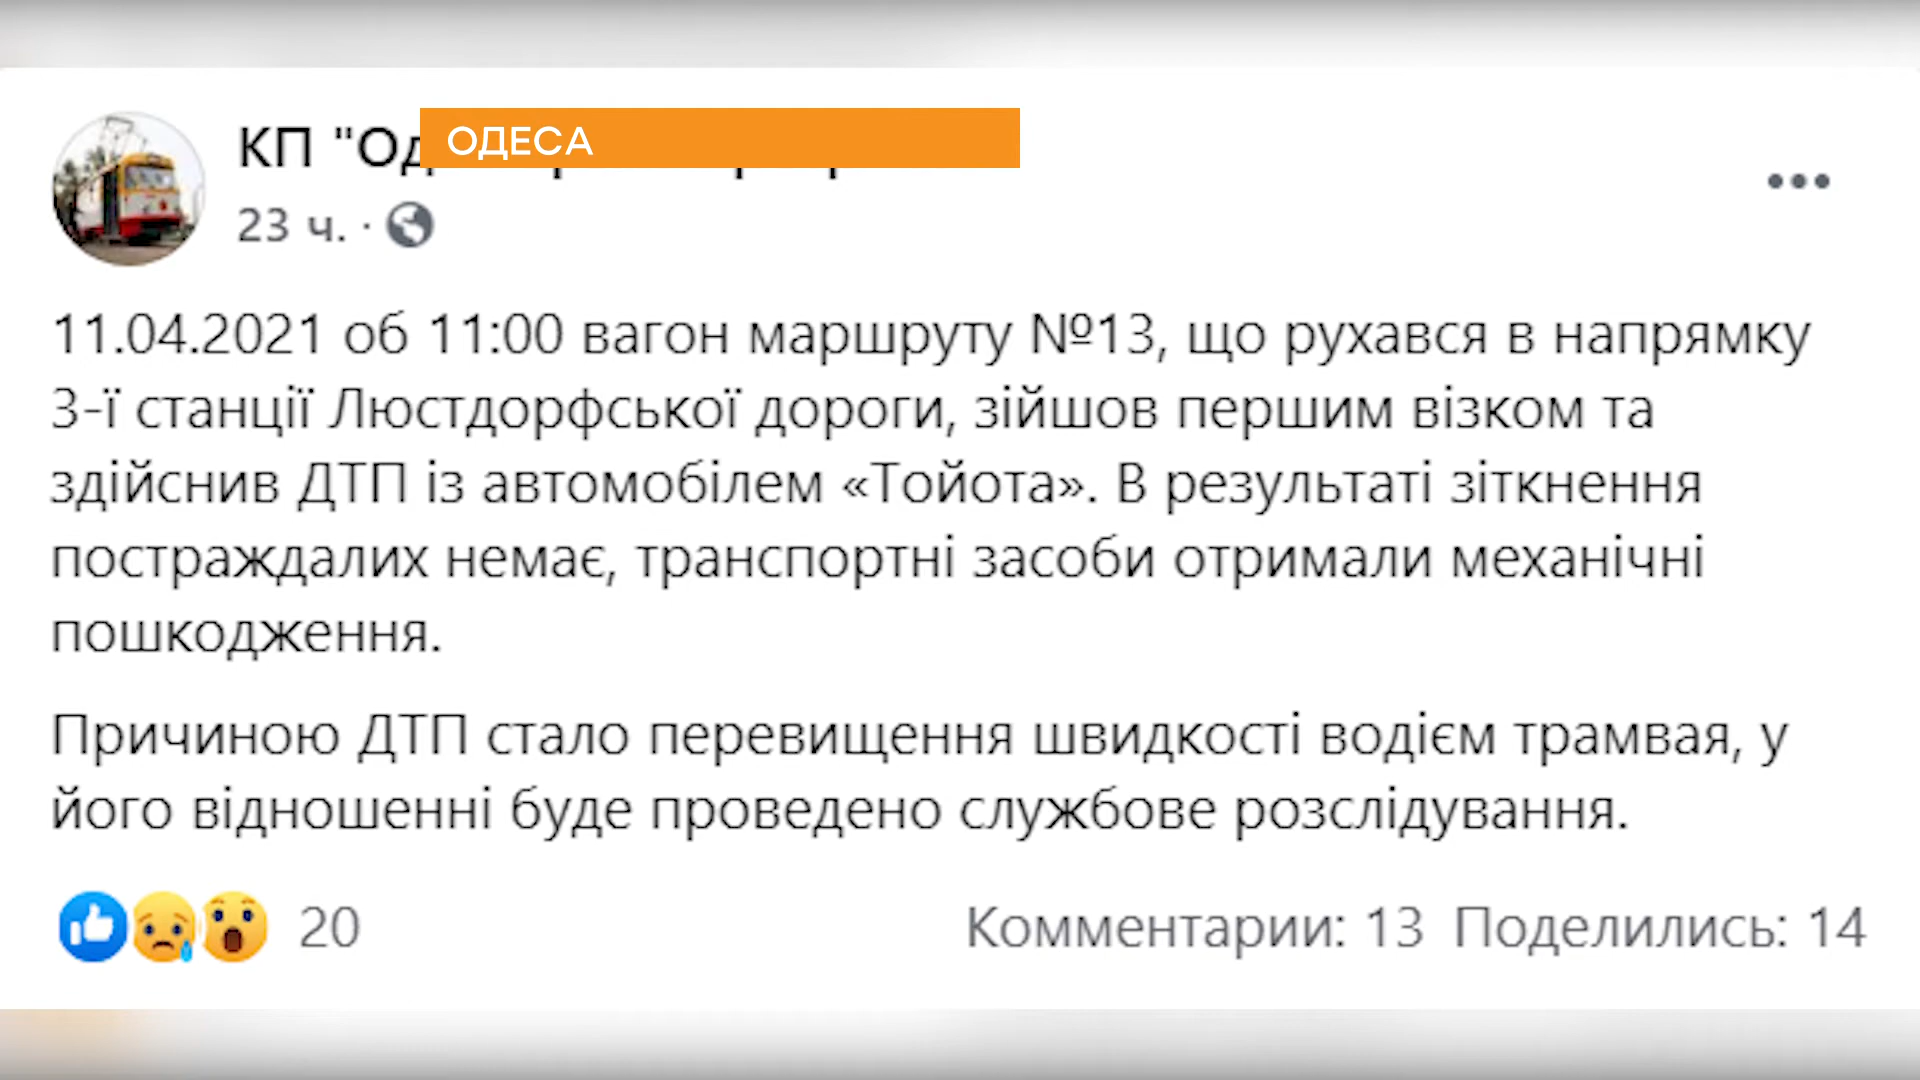 КП "Од
ОДЕСА
23 ч. ·
11.04.2021 об 11:00 вагон маршруту №13, що рухався в напрямку
3-ї станції Люстдорфської дороги, зійшов першим візком та
здійснив ДТП із автомобілем «Тойота». В результаті зіткнення
постраждалих немає, транспортні засоби отримали механічні
пошкодження.
Причиною ДТП стало перевищення швидкості водієм трамвая, у
його відношенні буде проведено службове розслідування.
20
Комментарии: 13 Поделились: 14